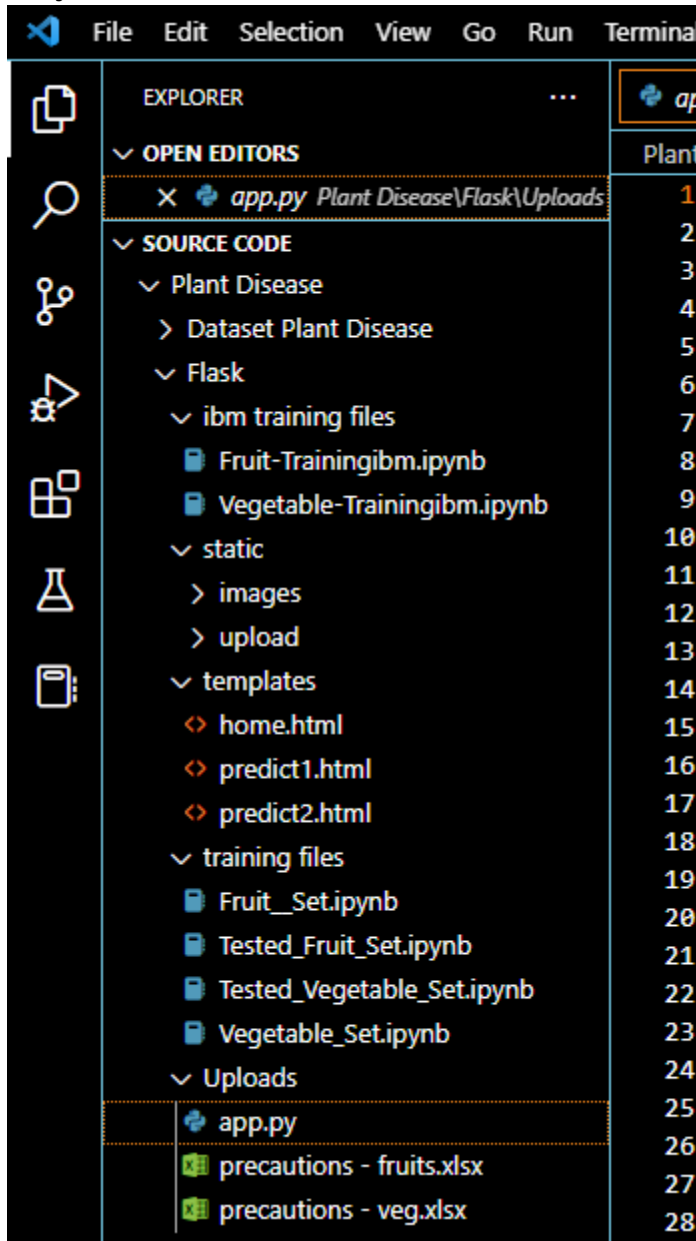 File Edit Selection View Go Run Terminal
EXPLORER ...
OPEN EDITORS
app.py Plant Disease\Flask\Uploads
SOURCE CODE
Plant Disease
Dataset Plant Disease
Flask
ibm training files
Fruit-Trainingibm.ipynb
Vegetable-Trainingibm.ipynb
static
images
upload
templates
home.html
predict1.html
predict2.html
training files
Fruit__Set.ipynb
Tested_Fruit_Set.ipynb
Tested_Vegetable_Set.ipynb
Vegetable_Set.ipynb
Uploads
app.py
precautions - fruits.xlsx
precautions - veg.xlsx
ap
Plant
1
2
3
4
5
6
7
8
9
10
11
12
13
14
15
16
17
18
19
20
21
22
23
24
25
26
27
28